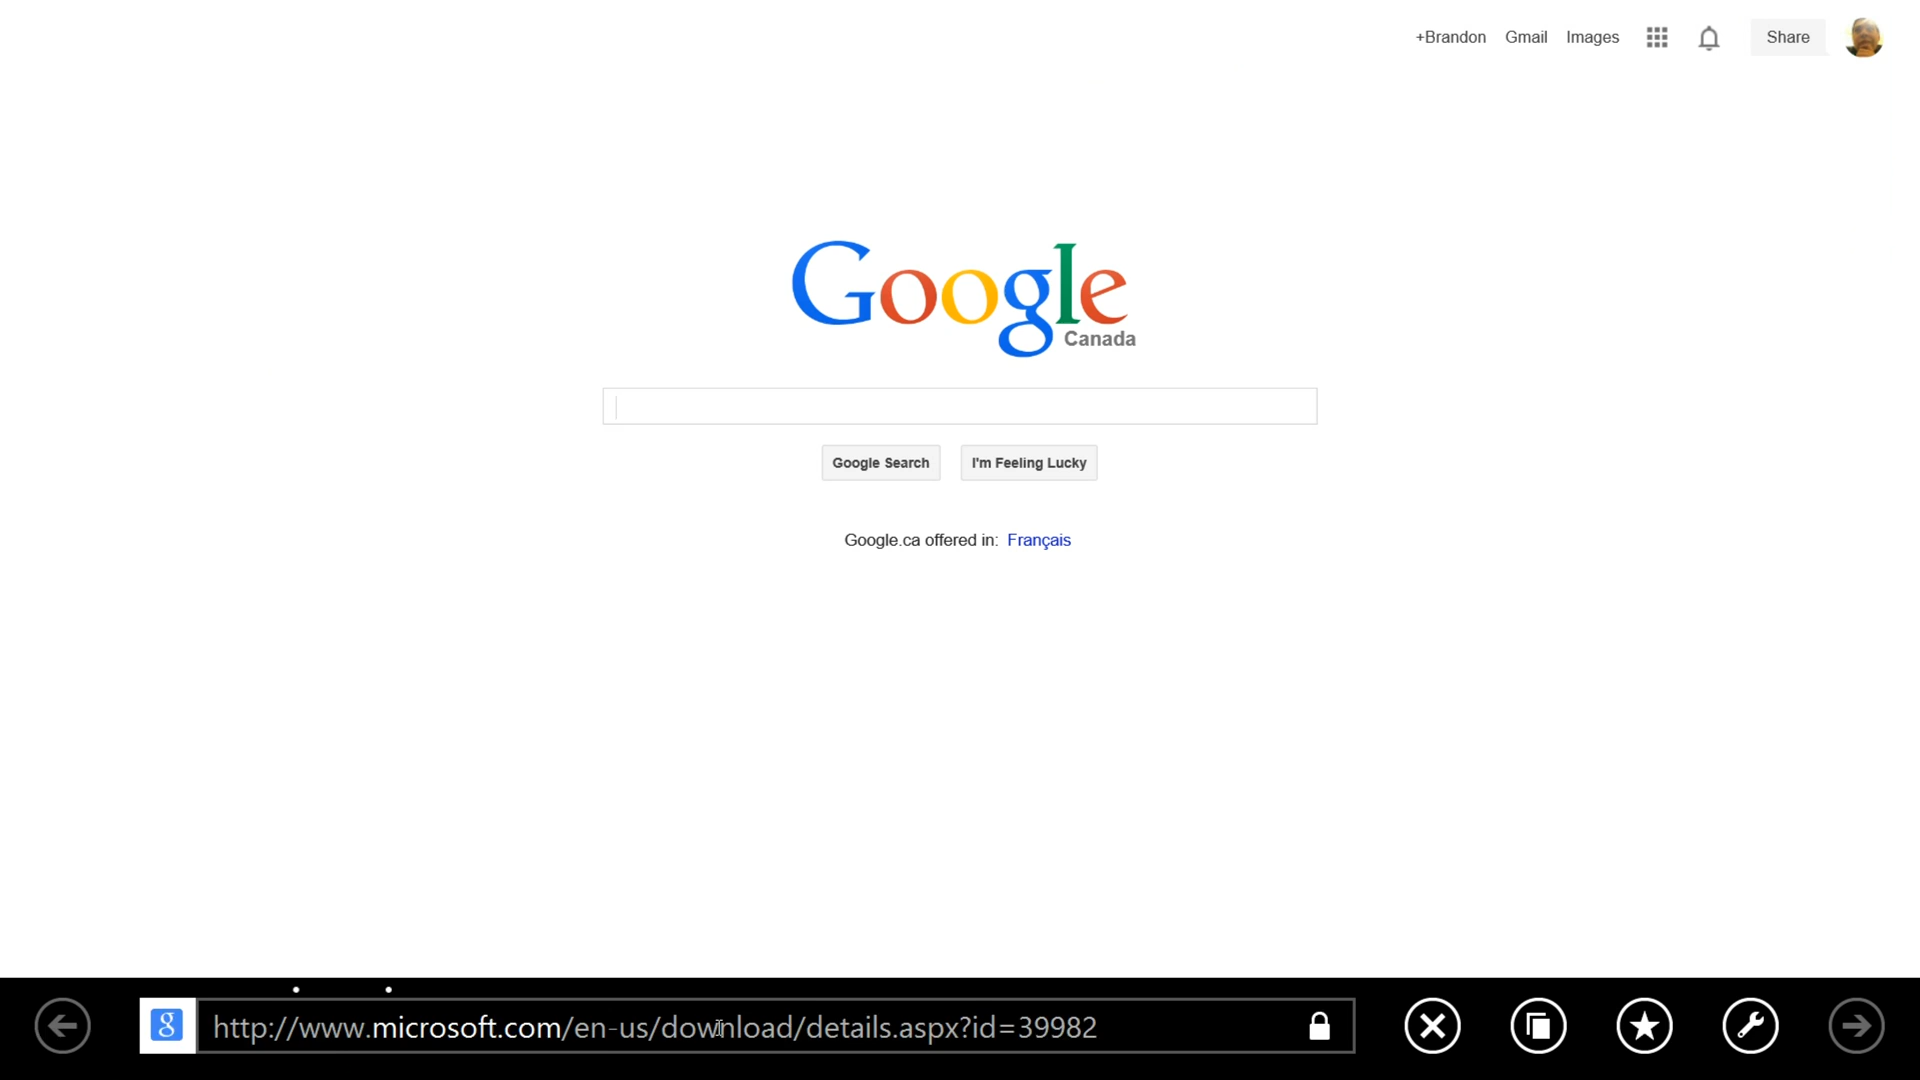 +Brandon Gmail Images Share
Google
Canada
Google Search I'm Feeling Lucky
Google.ca offered in: Français
g http://www.microsoft.com/en-us/download/details.aspx?id=39982